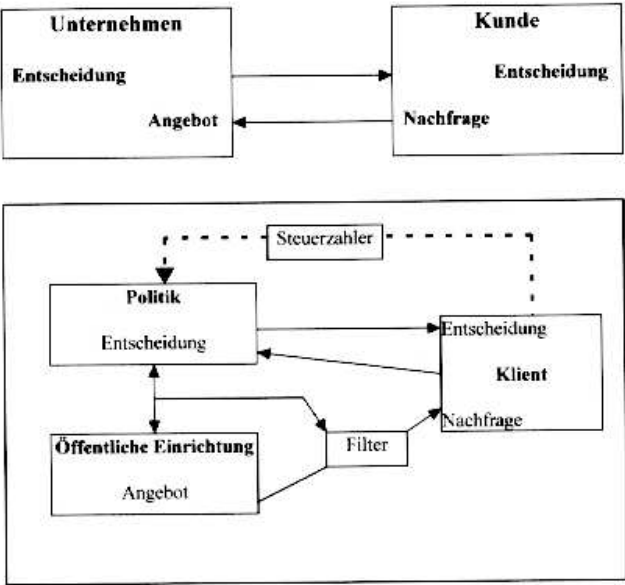 Unternehmen
Entscheidung
Angebot
Kunde
Entscheidung
Nachfrage
Steuerzahler
Politik
Entscheidung
Entscheidung
Klient
Nachfrage
Öffentliche Einrichtung
Angebot
Filter